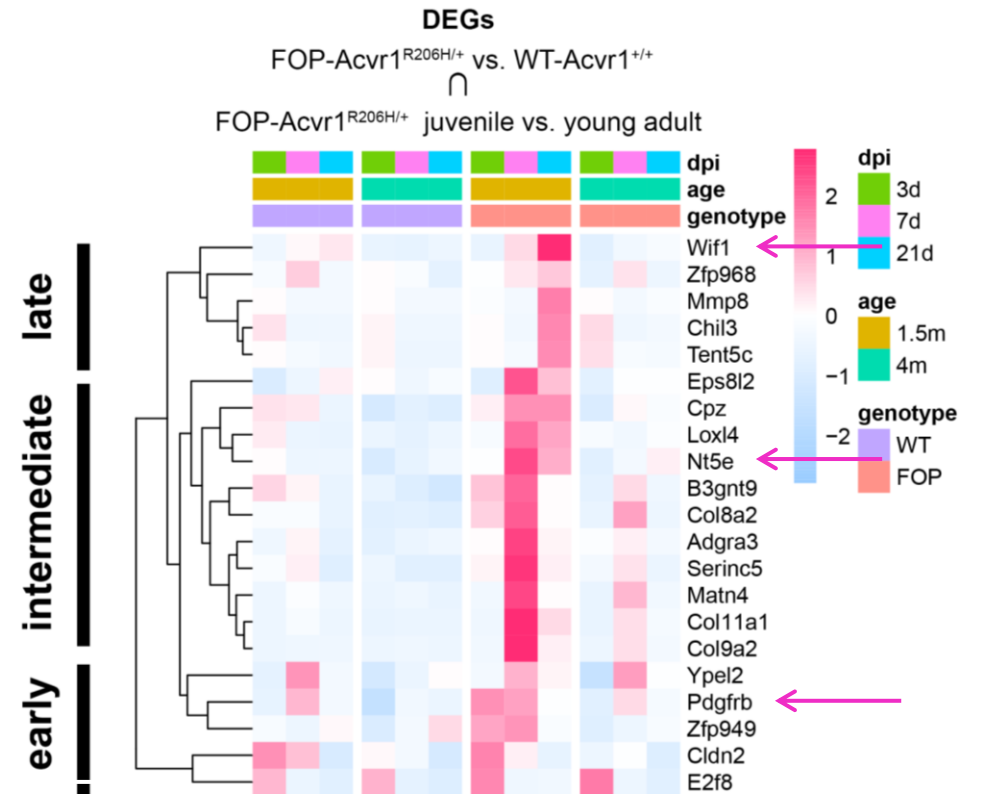 DEGs
FOP-Acvr1R206H/+ vs. WT-Acvr1+/+
∩
FOP-Acvr1R206H/+ juvenile vs. young adult
dpi
age
genotype
late
intermediate
early
Wif1
Zfp968
Mmp8
Chil3
Tent5c
Eps8l2
Cpz
Loxl4
Nt5e
B3gnt9
Col8a2
Adgra3
Serinc5
Matn4
Col11a1
Col9a2
Ypel2
Pdgfrb
Zfp949
Cldn2
E2f8
2
1
0
−1
−2
dpi
3d
7d
21d
age
1.5m
4m
genotype
WT
FOP